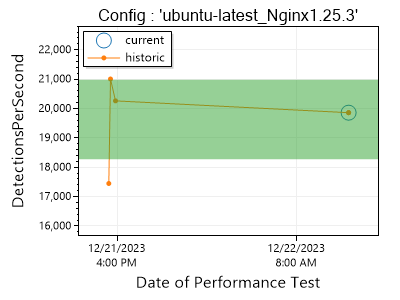 Config : 'ubuntu-latest_Nginx1.25.3'
current
historic
DetectionsPerSecond
22,000
21,000
20,000
19,000
18,000
17,000
16,000
12/21/2023
4:00 PM
12/22/2023
8:00 AM
Date of Performance Test